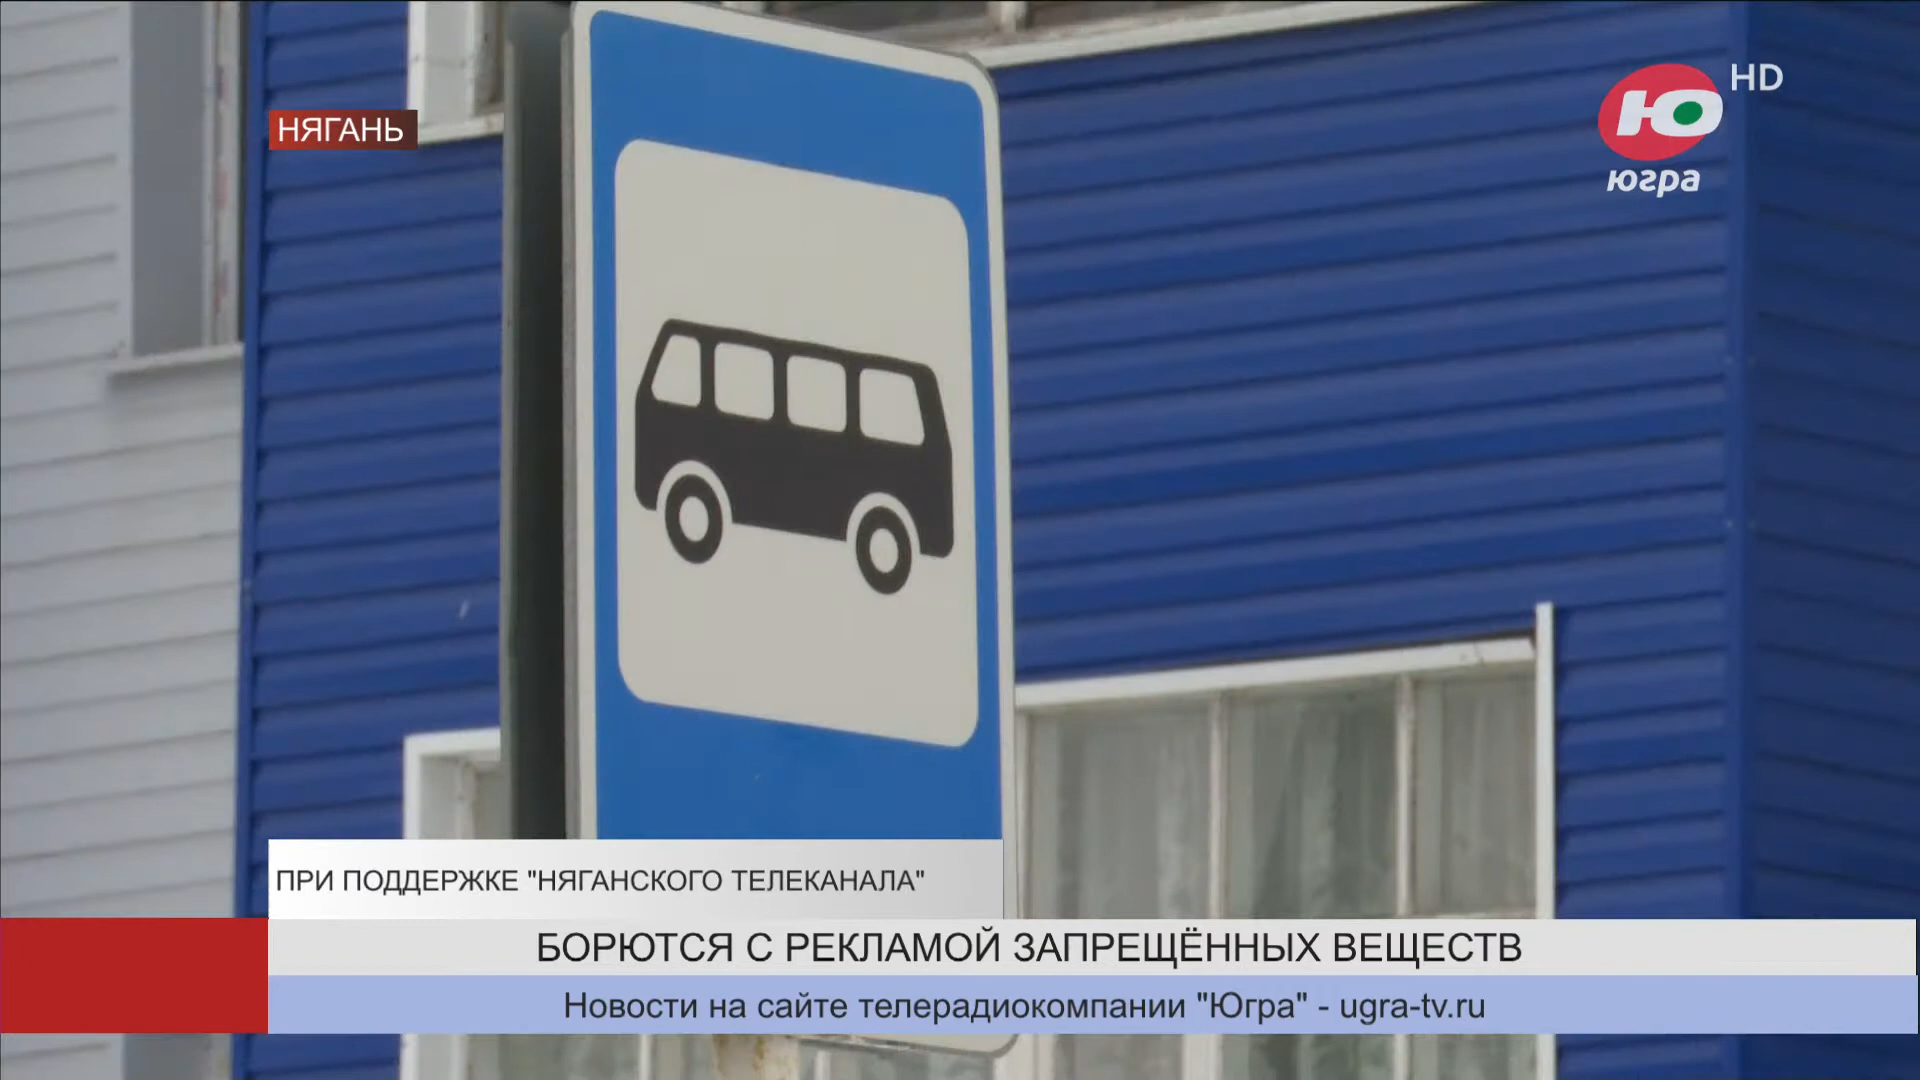 НЯГАНЬ
Ю HD
югра
ПРИ ПОДДЕРЖКЕ "НЯГАНСКОГО ТЕЛЕКАНАЛА"
БОРЮТСЯ С РЕКЛАМОЙ ЗАПРЕЩЁННЫХ ВЕЩЕСТВ
Новости на сайте телерадиокомпании "Югра" - ugra-tv.ru